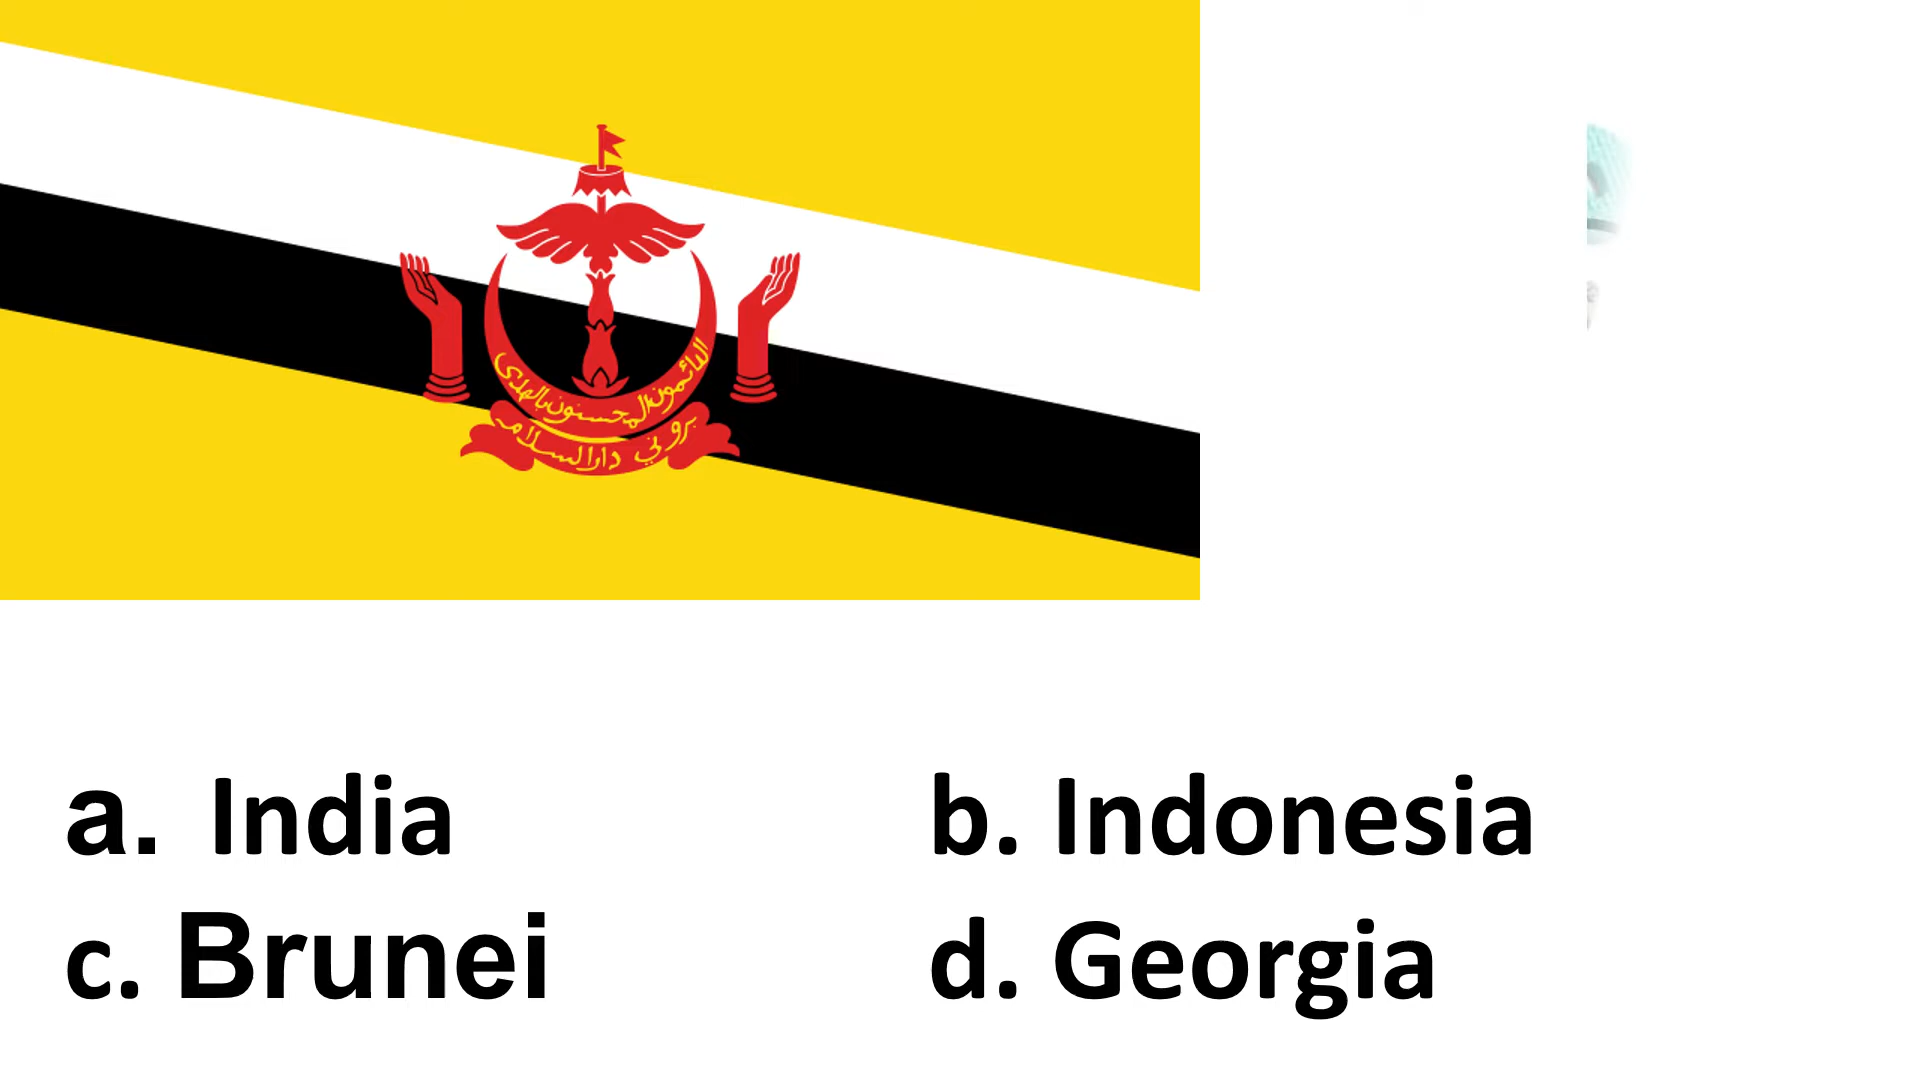 الدائمون المحسنون بالهدى
بروني دارالسلام
a. India
b. Indonesia
c. Brunei
d. Georgia